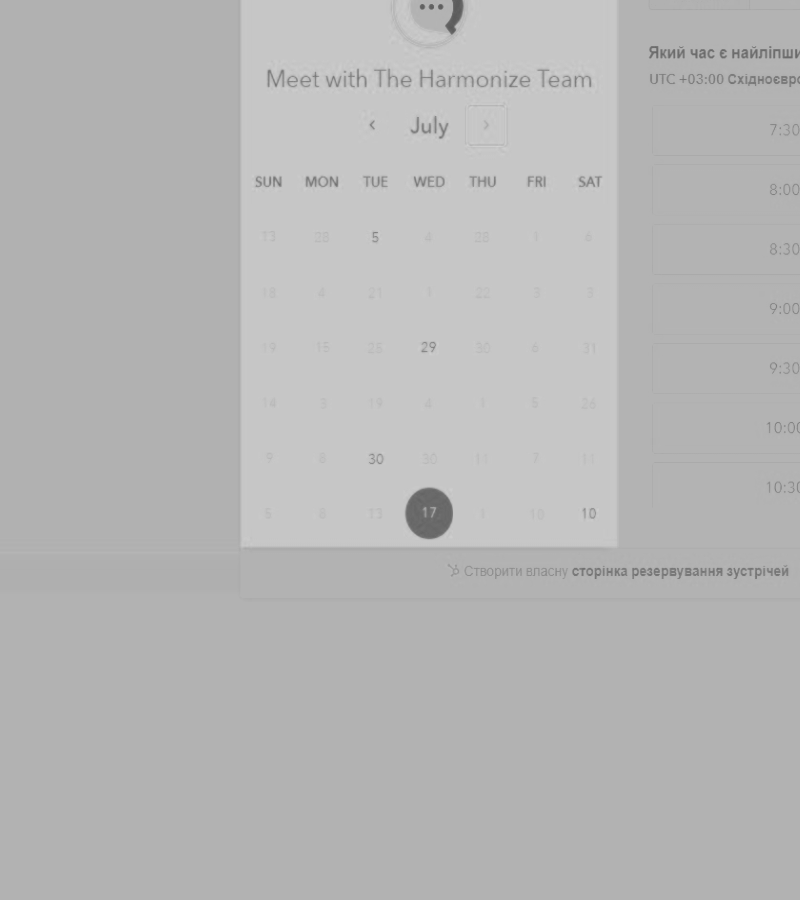 Meet with The Harmonize Team
July
SUN MON TUE WED THU FRI SAT
13 28 5 4 28 1 6
18 4 21 1 22 3 9
19 15 25 29 30 6 31
14 3 19 4 1 5 26
9 8 30 30 11 7 11
5 6 13 17 1 10 10
Який час є найліпши
UTC +03:00 Східноєвро
7:30
8:00
8:30
9:00
9:30
10:00
10:30
Створити власну сторінка резервування зустрічей